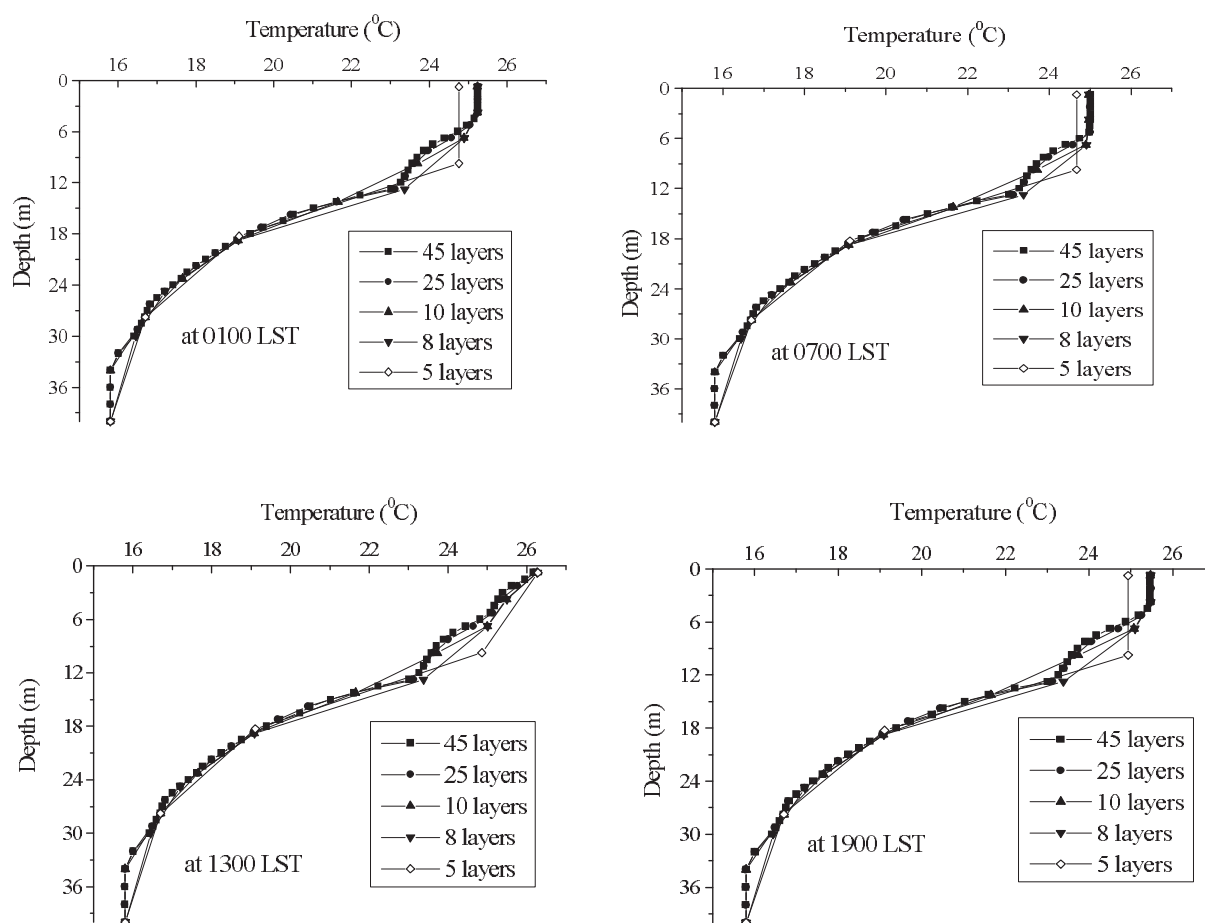 Temperature (⁰C)
16 18 20 22 24 26
0
6
12
18
24
30
36
Depth (m)
45 layers
25 layers
10 layers
8 layers
5 layers
at 0100 LST
Temperature (⁰C)
16 18 20 22 24 26
0
6
12
18
24
30
36
Depth (m)
45 layers
25 layers
10 layers
8 layers
5 layers
at 0700 LST
Temperature (⁰C)
16 18 20 22 24 26
0
6
12
18
24
30
36
Depth (m)
45 layers
25 layers
10 layers
8 layers
5 layers
at 1300 LST
Temperature (⁰C)
16 18 20 22 24 26
0
6
12
18
24
30
36
Depth (m)
45 layers
25 layers
10 layers
8 layers
5 layers
at 1900 LST